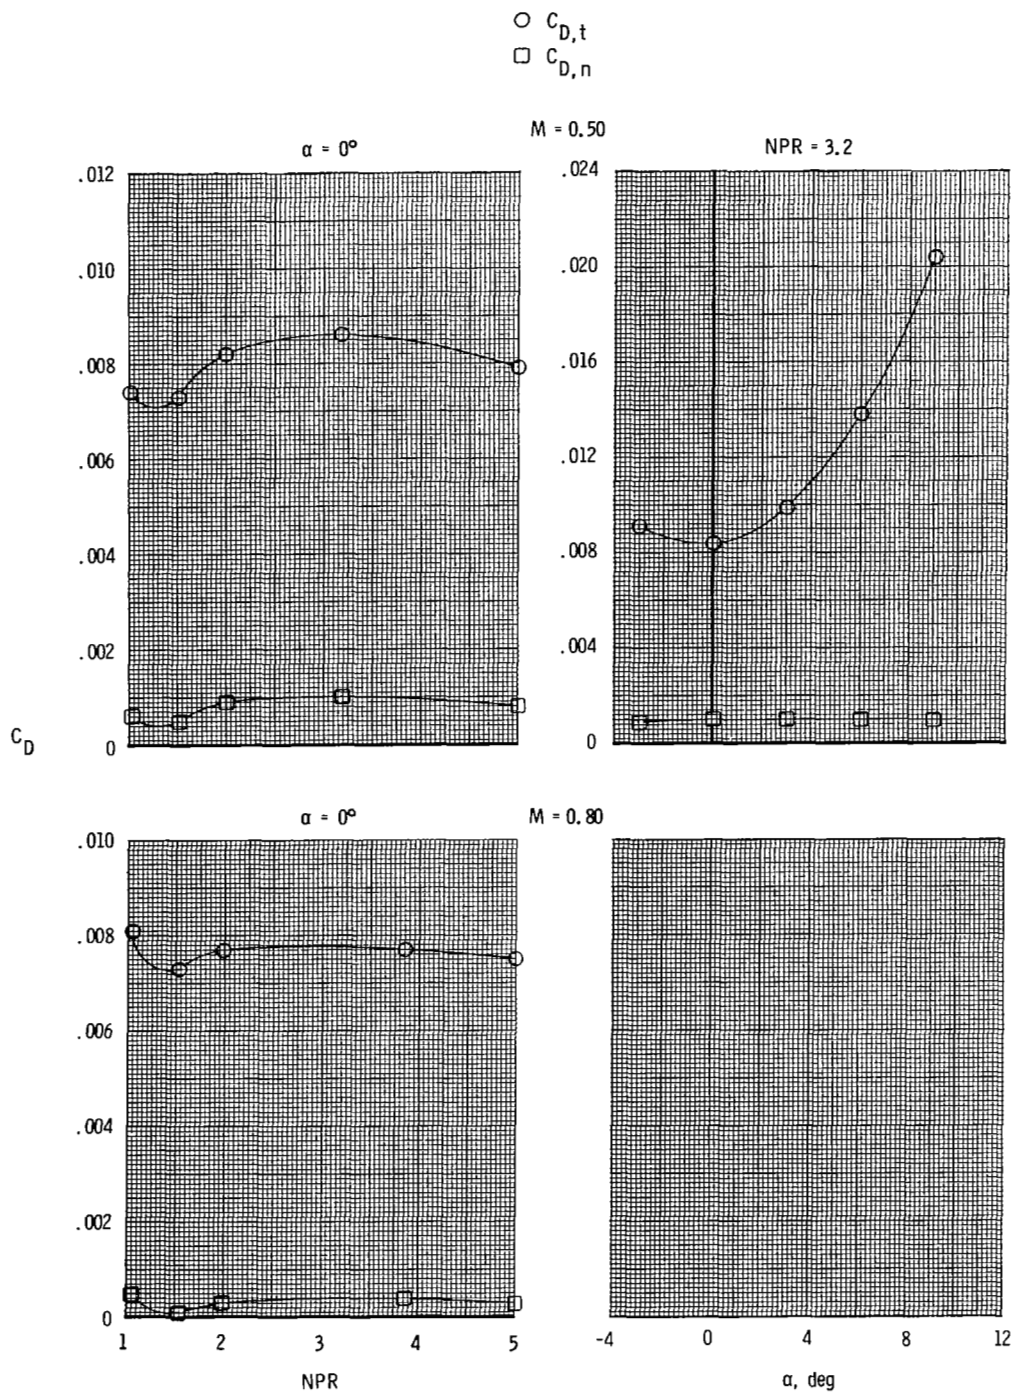 C_D,t
C_D,n
M = 0.50
α = 0°
NPR = 3.2
.012
.010
.008
.006
.004
.002
0
C_D
.024
.020
.016
.012
.008
.004
0
α = 0°
M = 0.80
.010
.008
.006
.004
.002
0
1 2 3 4 5
NPR
-4 0 4 8 12
α, deg